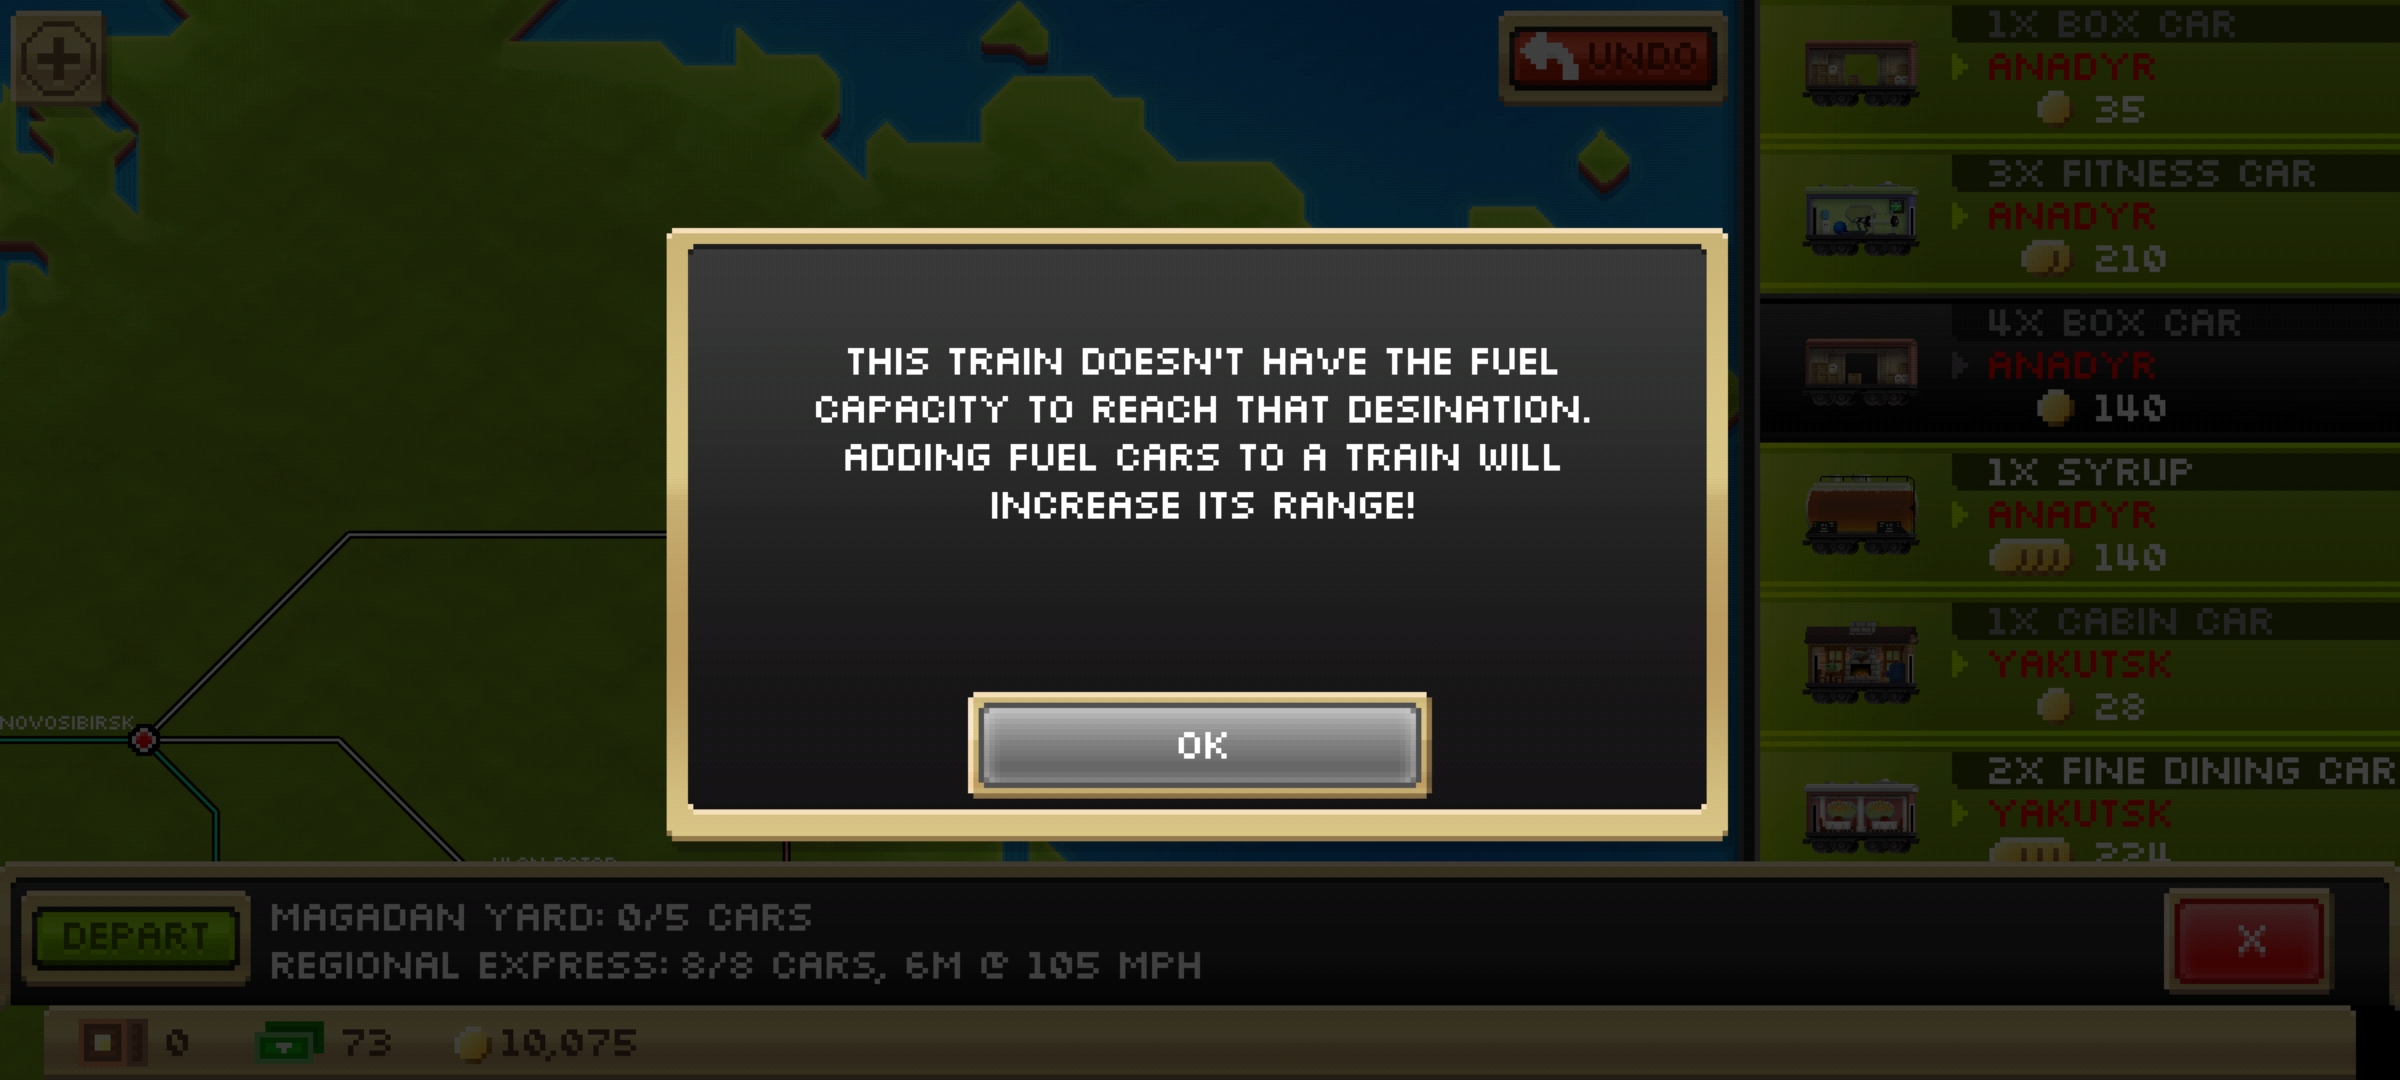 UNDO
1X BOX CAR
ANADYR
35
3X FITNESS CAR
ANADYR
210
4X BOX CAR
ANADYR
140
1X SYRUP
ANADYR
140
1X CABIN CAR
YAKUTSK
28
2X FINE DINING CAR
YAKUTSK
224
THIS TRAIN DOESN'T HAVE THE FUEL
CAPACITY TO REACH THAT DESINATION.
ADDING FUEL CARS TO A TRAIN WILL
INCREASE ITS RANGE!
OK
NOVOSIBIRSK
DEPART
MAGADAN YARD: 0/5 CARS
REGIONAL EXPRESS: 8/8 CARS, 6M @ 105 MPH
X
0
73
10,075